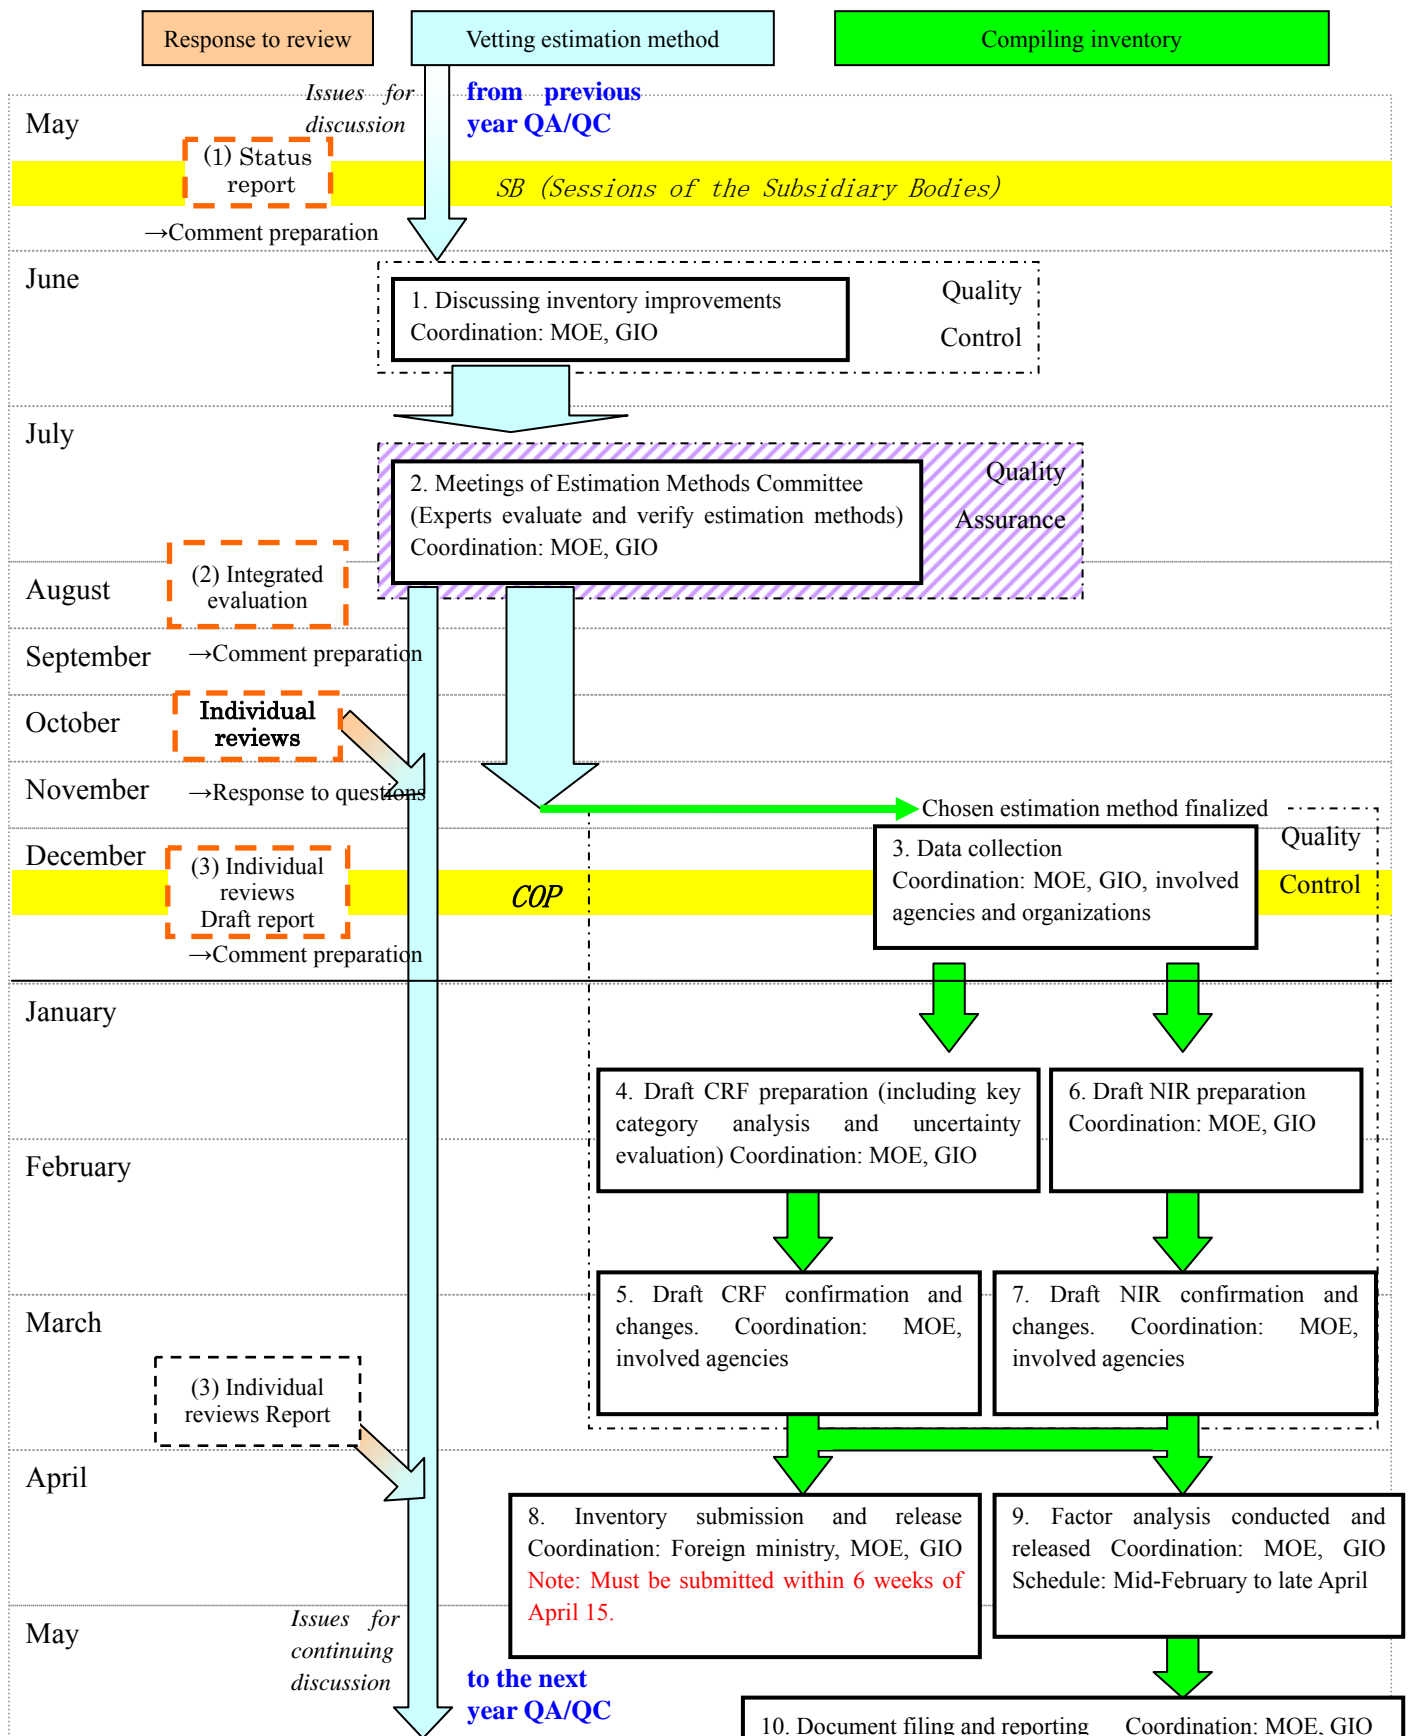 Response to review
Vetting estimation method
Compiling inventory
Issues for
discussion
from previous
year QA/QC
May
(1) Status
report
SB (Sessions of the Subsidiary Bodies)
→Comment preparation
June
1. Discussing inventory improvements
Coordination: MOE, GIO
Quality
Control
July
2. Meetings of Estimation Methods Committee
(Experts evaluate and verify estimation methods)
Coordination: MOE, GIO
Quality
Assurance
August
(2) Integrated
evaluation
September
→Comment preparation
October
Individual
reviews
November
→Response to questions
Chosen estimation method finalized
December
(3) Individual
reviews
Draft report
COP
3. Data collection
Coordination: MOE, GIO, involved
agencies and organizations
Quality
Control
→Comment preparation
January
4. Draft CRF preparation (including key
category analysis and uncertainty
evaluation) Coordination: MOE, GIO
6. Draft NIR preparation
Coordination: MOE, GIO
February
5. Draft CRF confirmation and
changes. Coordination: MOE,
involved agencies
7. Draft NIR confirmation and
changes. Coordination: MOE,
involved agencies
March
(3) Individual
reviews Report
April
8. Inventory submission and release
Coordination: Foreign ministry, MOE, GIO
Note: Must be submitted within 6 weeks of
April 15.
9. Factor analysis conducted and
released Coordination: MOE, GIO
Schedule: Mid-February to late April
May
Issues for
continuing
discussion
to the next
year QA/QC
10. Document filing and reporting Coordination: MOE, GIO